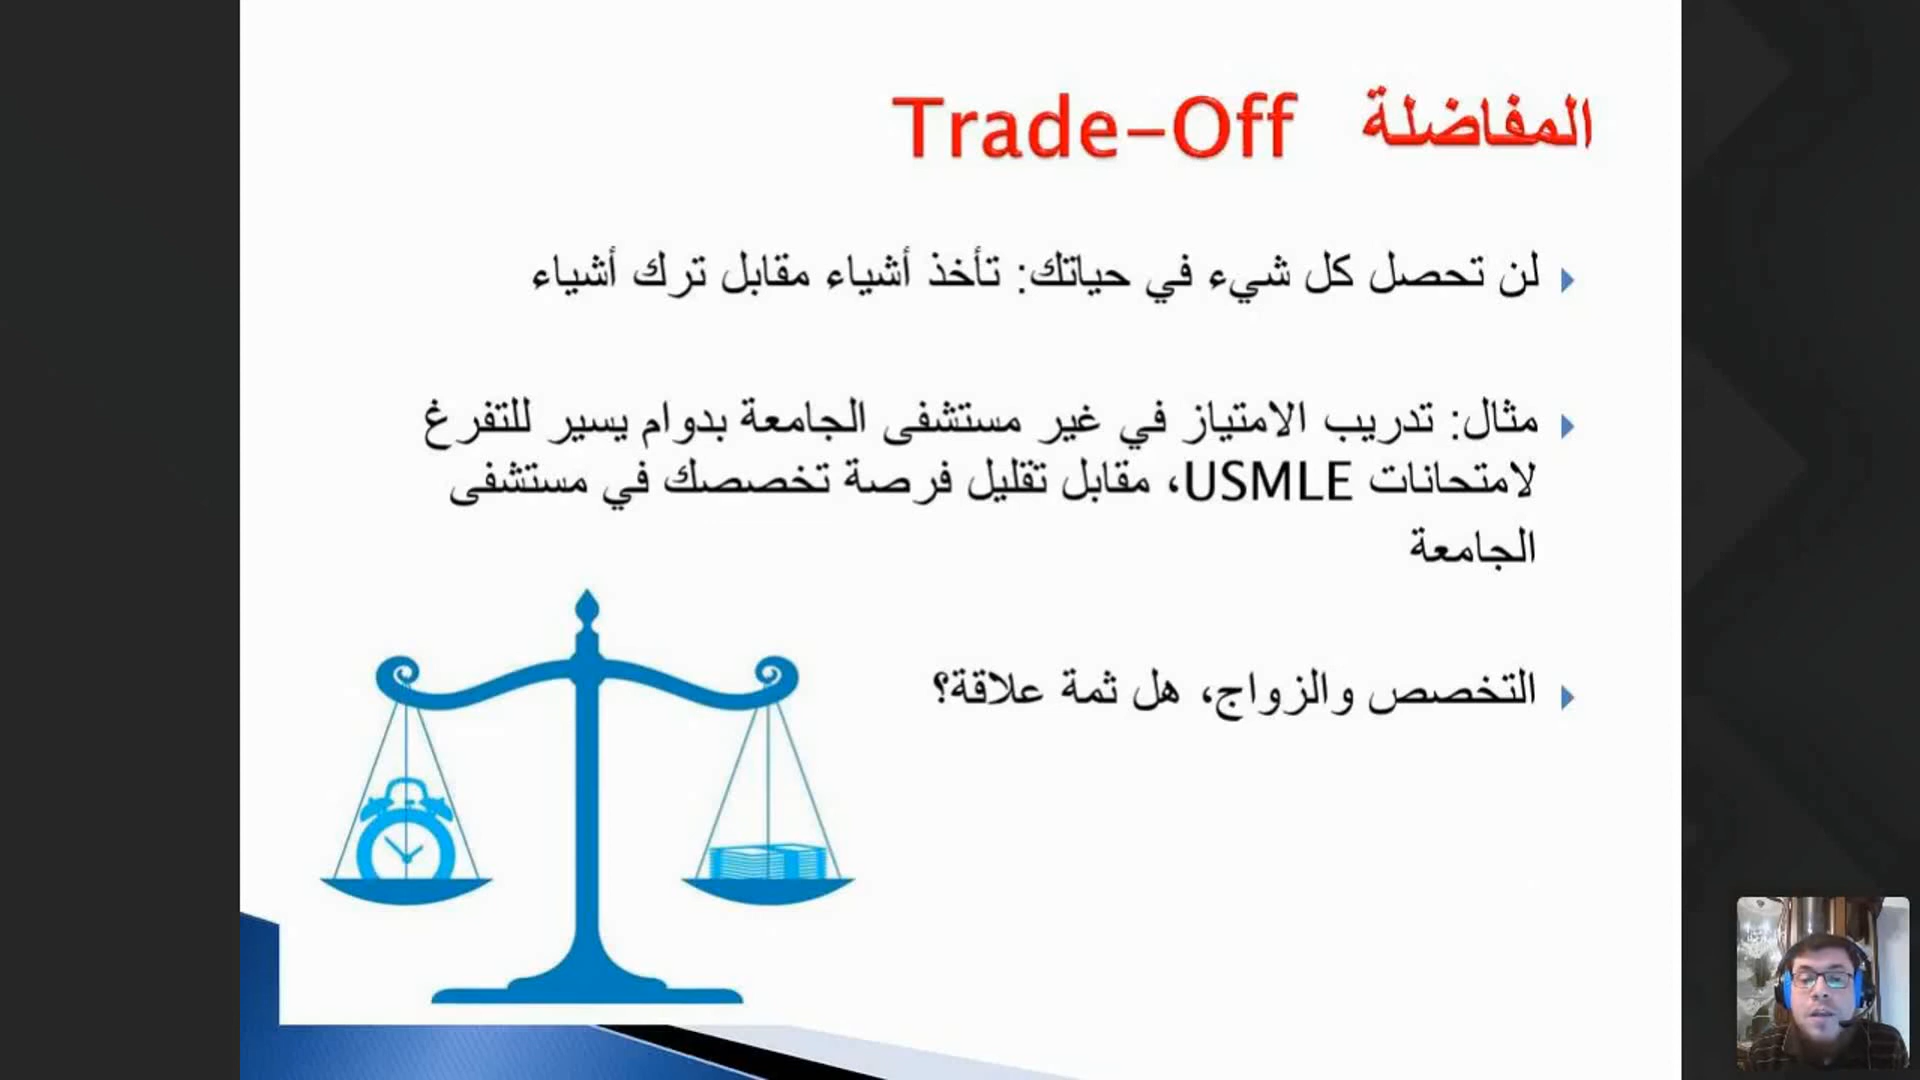 المفاضلة Trade-Off
لن تحصل كل شيء في حياتك: تأخذ أشياء مقابل ترك أشياء
مثال: تدريب الامتياز في غير مستشفى الجامعة بدوام يسير للتفرغ
لامتحانات USMLE، مقابل تقليل فرصة تخصصك في مستشفى
الجامعة
التخصص والزواج، هل ثمة علاقة؟